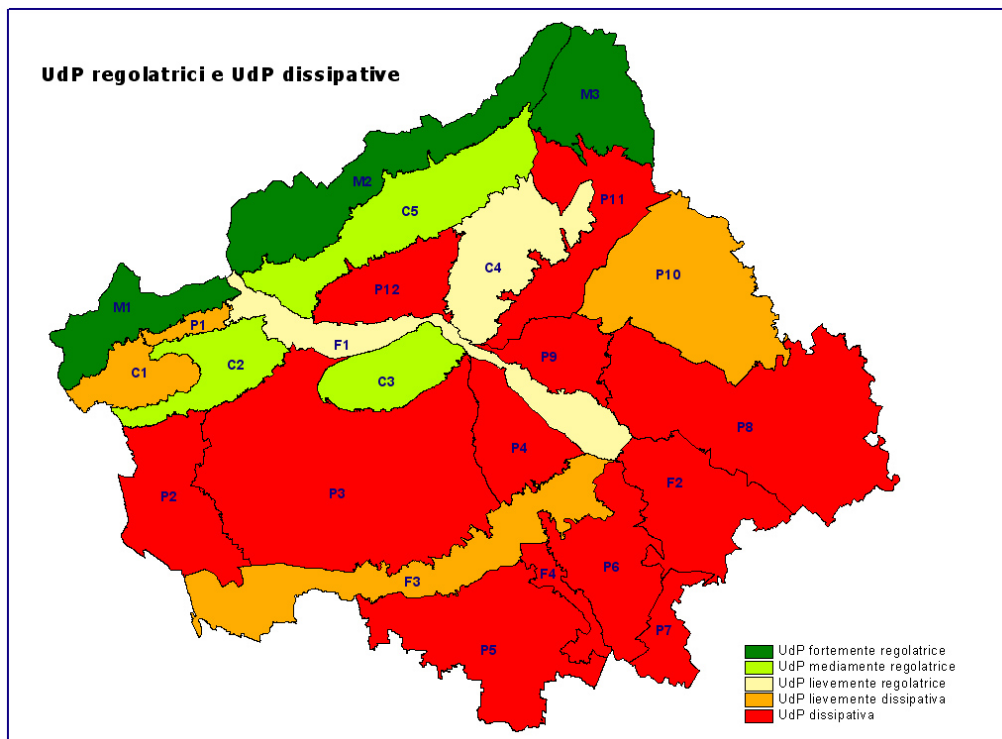 UdP regolatrici e UdP dissipative
M3
M2
P11
C5
C4
P10
P12
M1
P1
F1
P9
C2
C1
C3
P8
P4
F2
P2
P3
P6
F3
F4
P7
P5
UdP fortemente regolatrice
UdP mediamente regolatrice
UdP lievemente regolatrice
UdP lievemente dissipativa
UdP dissipativa